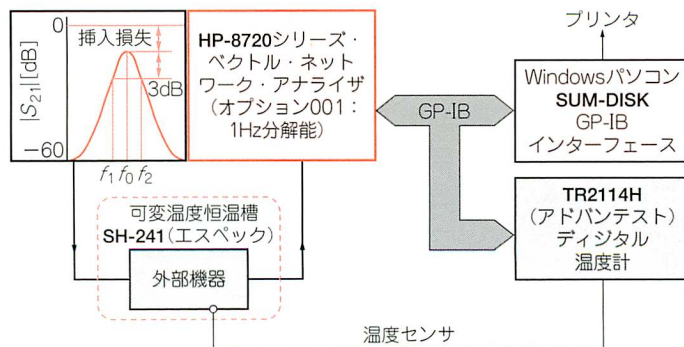 0
挿入損失
3dB
|S21|[dB]
−60
f1 f0 f2
HP-8720シリーズ・
ベクトル・ネット
ワーク・アナライザ
(オプション001：
1Hz分解能)
GP-IB
プリンタ
Windowsパソコン
SUM-DISK
GP-IB
インターフェース
TR2114H
(アドバンテスト)
ディジタル
温度計
可変温度恒温槽
SH-241(エスペック)
外部機器
温度センサ